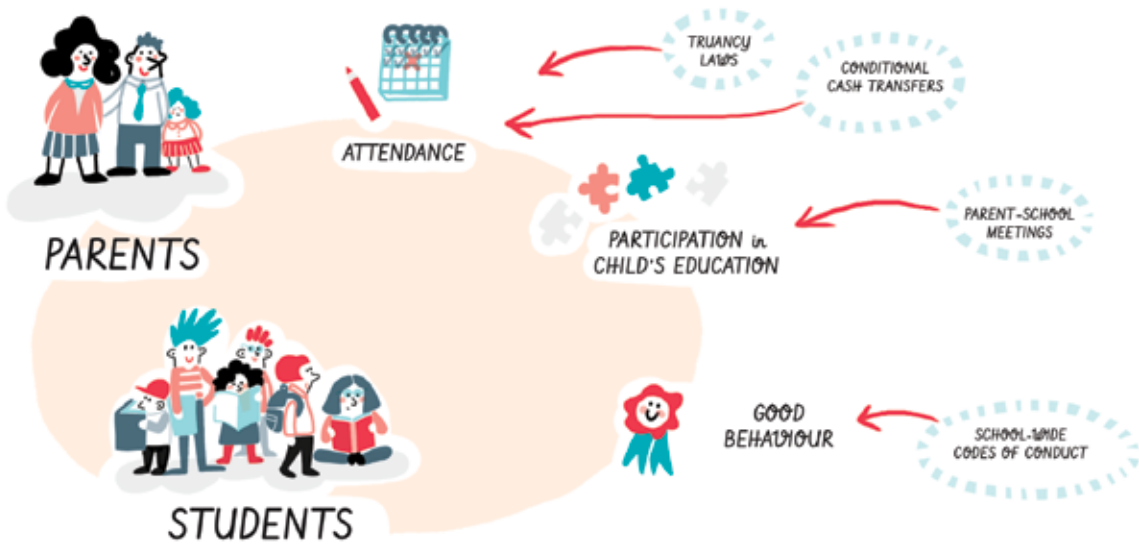 TRUANCY
LAWS
CONDITIONAL
CASH TRANSFERS
ATTENDANCE
PARENT-SCHOOL
MEETINGS
PARTICIPATION in
CHILD'S EDUCATION
PARENTS
GOOD
BEHAVIOUR
SCHOOL-WIDE
CODES OF CONDUCT
STUDENTS